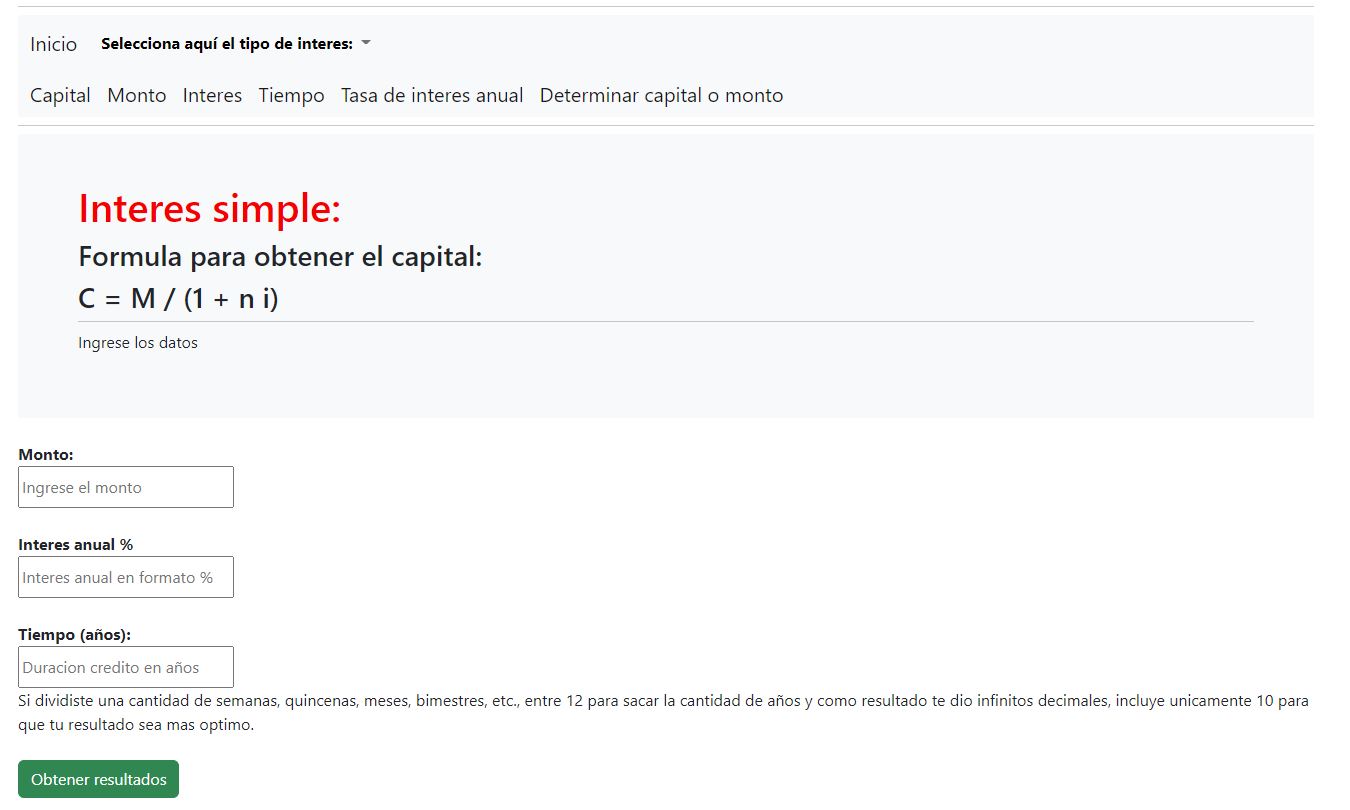 Inicio Selecciona aquí el tipo de interes:
Capital Monto Interes Tiempo Tasa de interes anual Determinar capital o monto
Interes simple:
Formula para obtener el capital:
C = M / (1 + n i)
Ingrese los datos
Monto:
Ingrese el monto
Interes anual %
Interes anual en formato %
Tiempo (años):
Duracion credito en años
Si dividiste una cantidad de semanas, quincenas, meses, bimestres, etc., entre 12 para sacar la cantidad de años y como resultado te dio infinitos decimales, incluye unicamente 10 para
que tu resultado sea mas optimo.
Obtener resultados